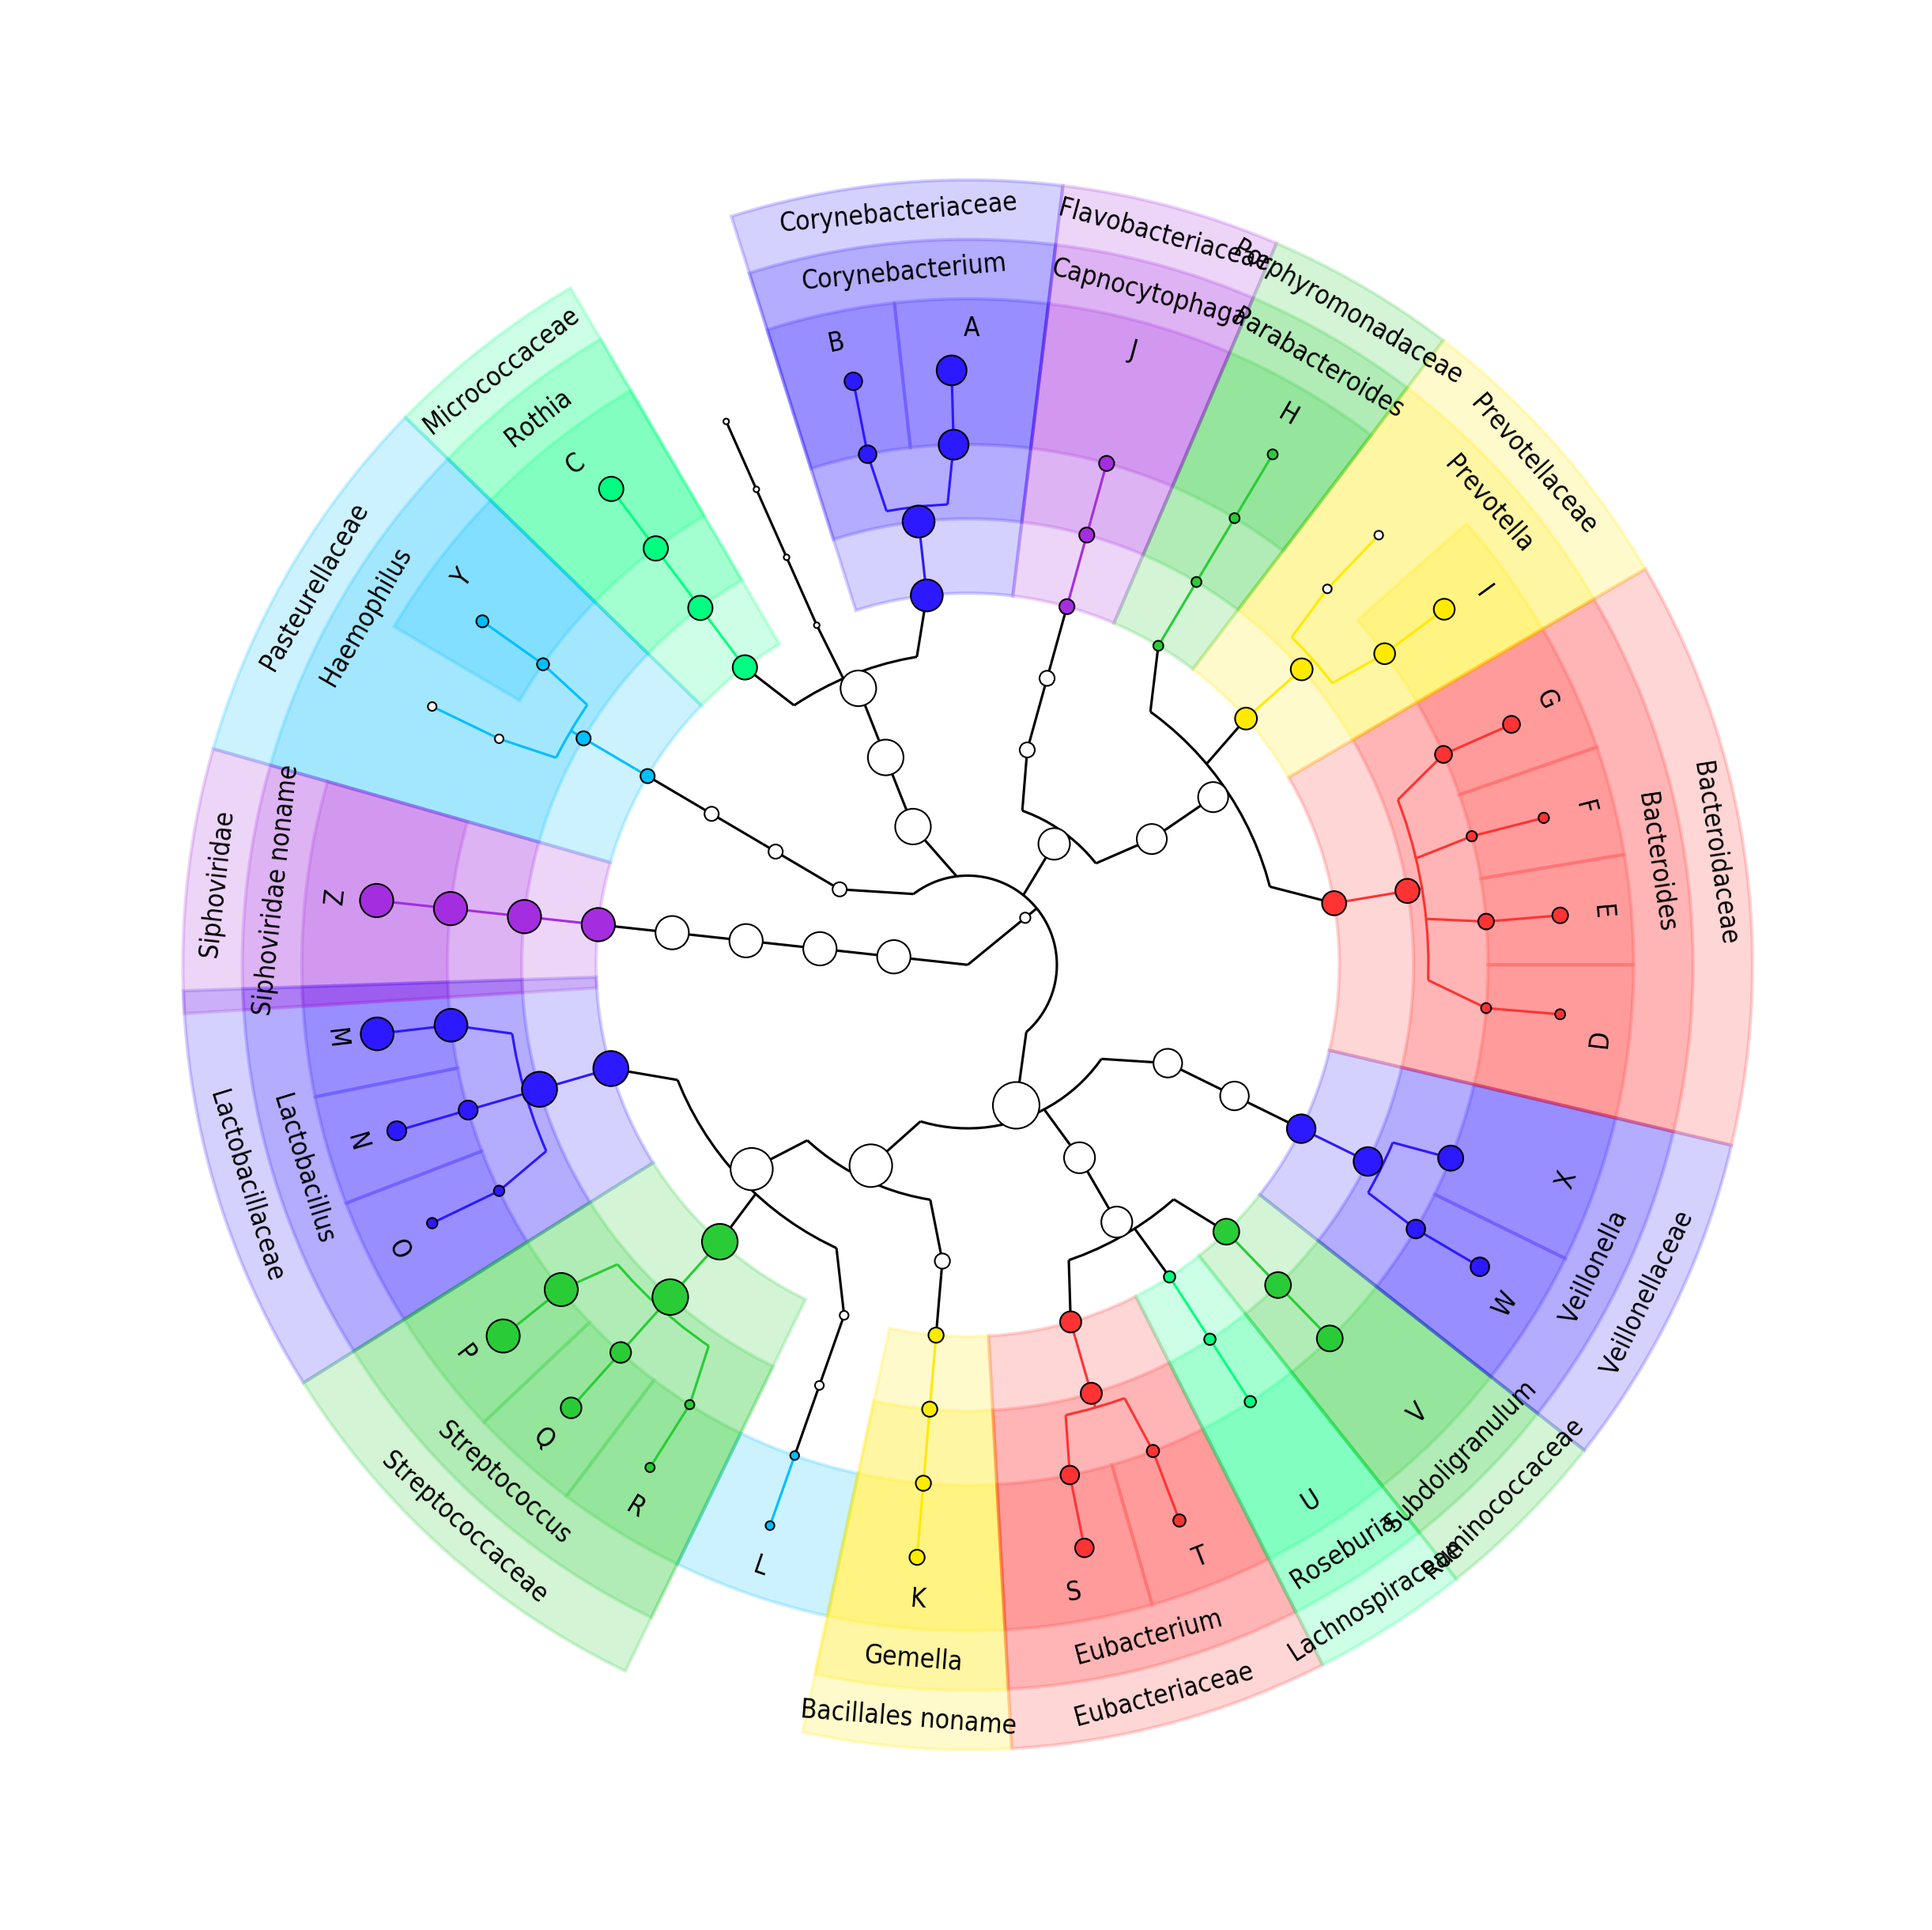 Corynebacteriaceae
Corynebacterium
B
A
Flavobacteriaceae
Capnocytophaga
J
Porphyromonadaceae
Parabacteroides
H
Prevotellaceae
Prevotella
I
Bacteroidaceae
Bacteroides
G
F
E
D
Veillonellaceae
Veillonella
X
W
Ruminococcaceae
Subdoligranulum
V
Lachnospiraceae
Roseburia
U
Eubacteriaceae
Eubacterium
T
S
Bacillales noname
Gemella
K
L
Streptococcaceae
Streptococcus
R
Q
P
Lactobacillaceae
Lactobacillus
O
N
M
Siphoviridae
Siphoviridae noname
Z
Pasteurellaceae
Haemophilus
Y
Micrococcaceae
Rothia
C